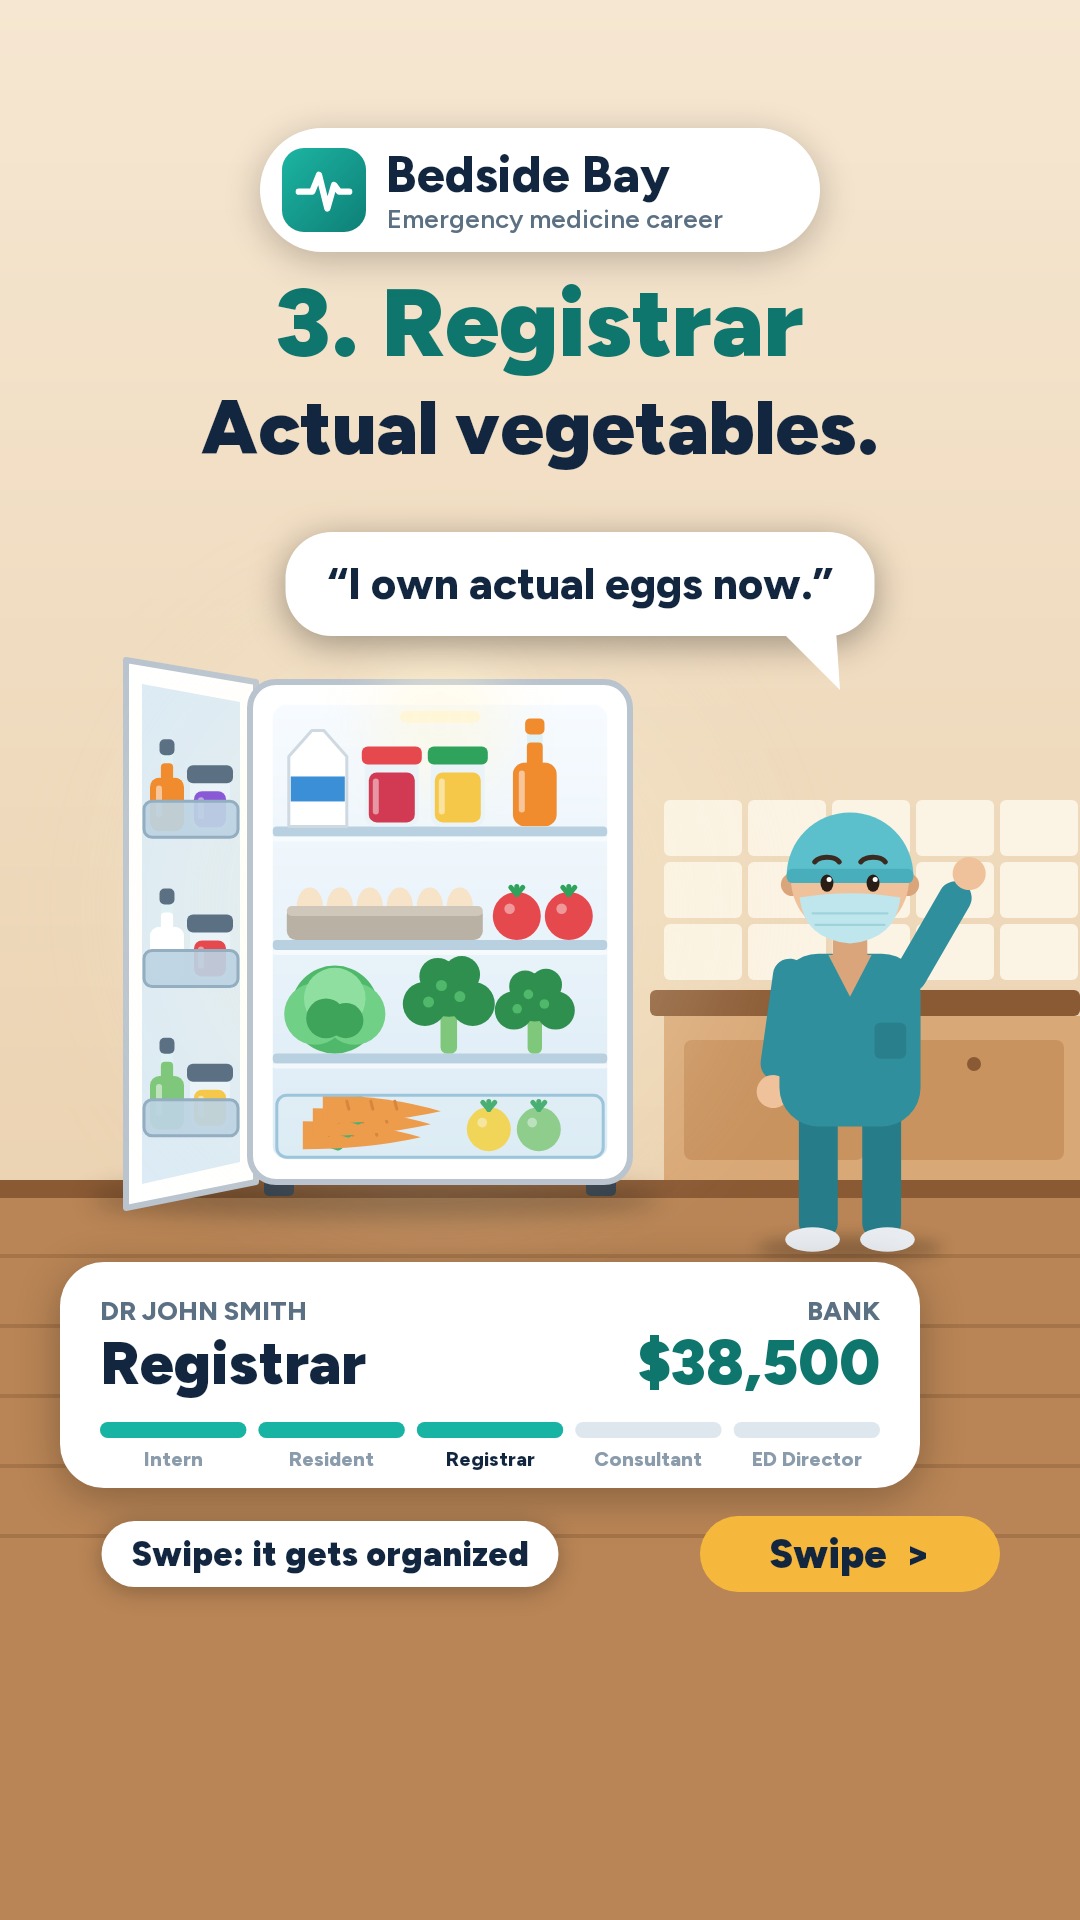 Bedside Bay
Emergency medicine career
3. Registrar
Actual vegetables.
“I own actual eggs now.”
DR JOHN SMITH
BANK
Registrar
$38,500
Intern
Resident
Registrar
Consultant
ED Director
Swipe: it gets organized
Swipe >